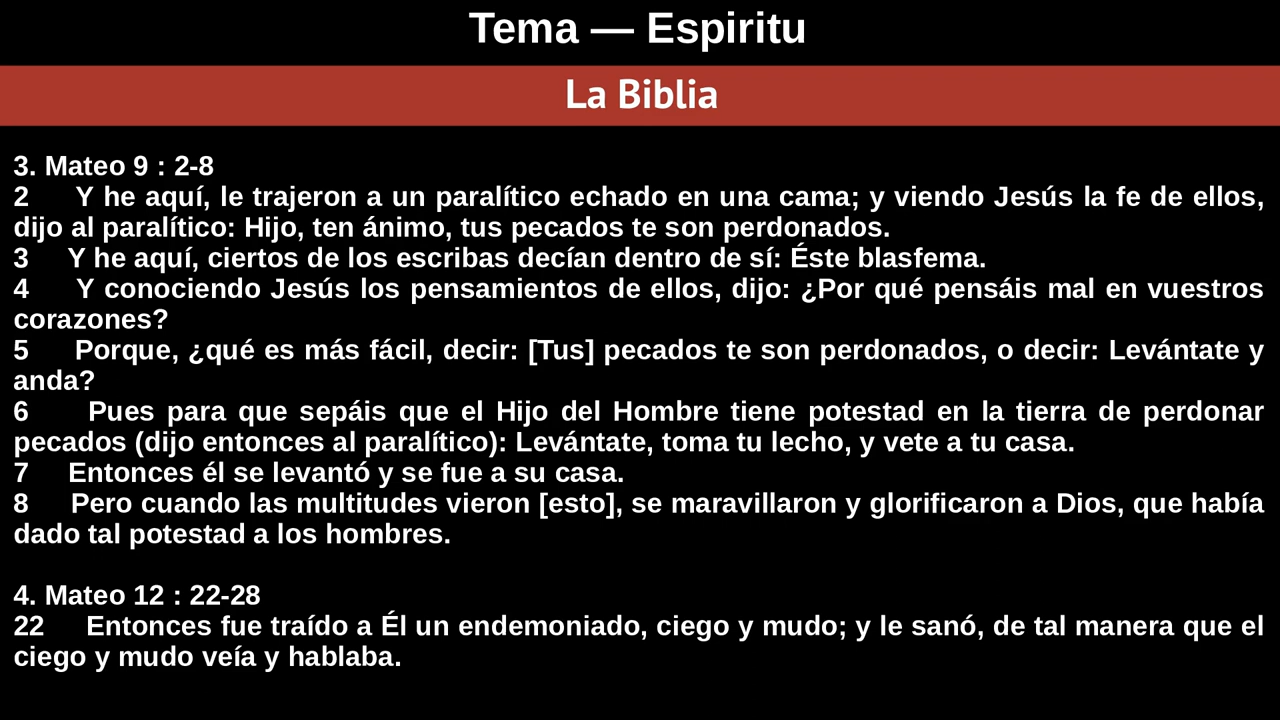 Tema — Espiritu
La Biblia
3. Mateo 9 : 2-8
2 Y he aquí, le trajeron a un paralítico echado en una cama; y viendo Jesús la fe de ellos,
dijo al paralítico: Hijo, ten ánimo, tus pecados te son perdonados.
3 Y he aquí, ciertos de los escribas decían dentro de sí: Éste blasfema.
4 Y conociendo Jesús los pensamientos de ellos, dijo: ¿Por qué pensáis mal en vuestros
corazones?
5 Porque, ¿qué es más fácil, decir: [Tus] pecados te son perdonados, o decir: Levántate y
anda?
6 Pues para que sepáis que el Hijo del Hombre tiene potestad en la tierra de perdonar
pecados (dijo entonces al paralítico): Levántate, toma tu lecho, y vete a tu casa.
7 Entonces él se levantó y se fue a su casa.
8 Pero cuando las multitudes vieron [esto], se maravillaron y glorificaron a Dios, que había
dado tal potestad a los hombres.
4. Mateo 12 : 22-28
22 Entonces fue traído a Él un endemoniado, ciego y mudo; y le sanó, de tal manera que el
ciego y mudo veía y hablaba.